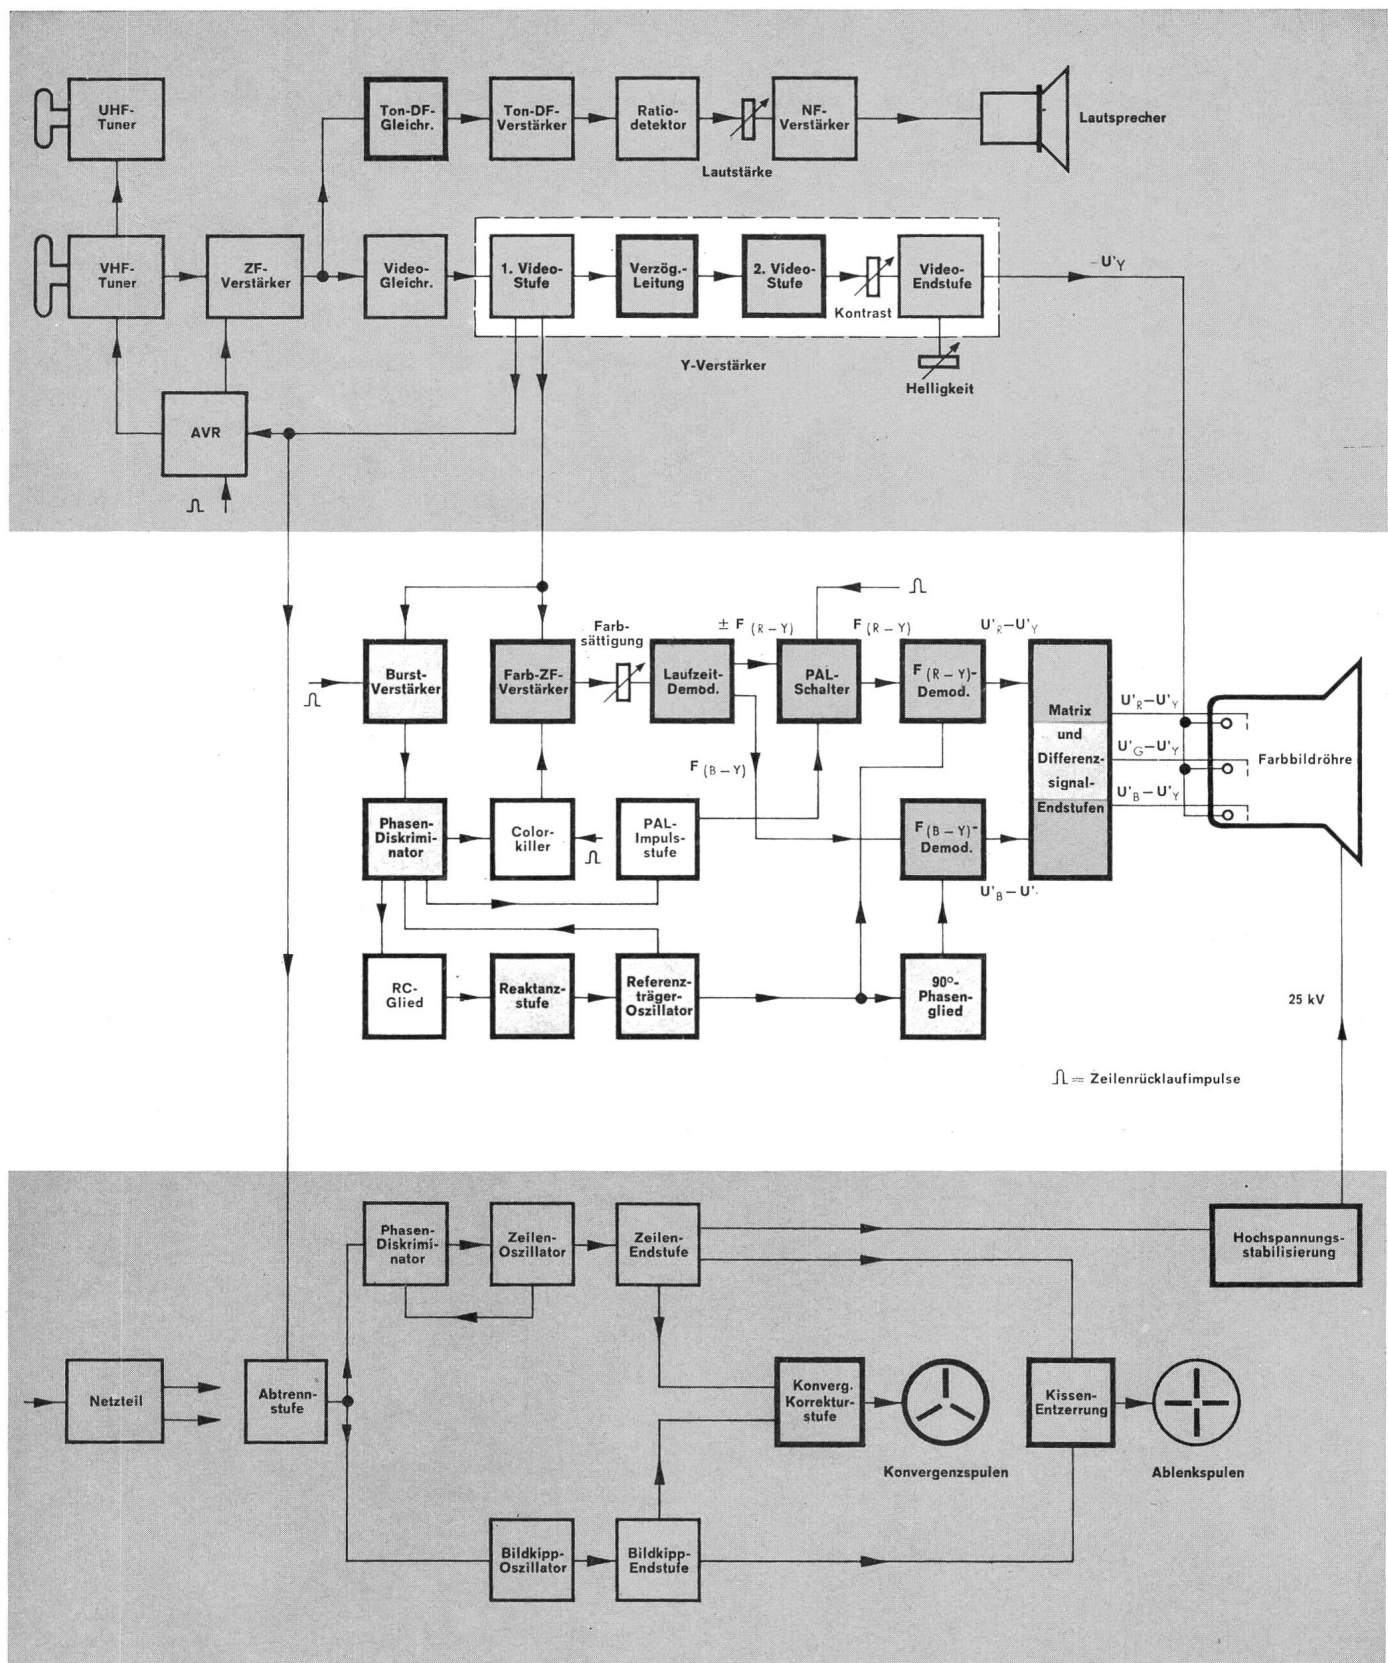 UHF-
Tuner
Ton-DF-
Gleichr.
Ton-DF-
Verstärker
Ratio-
detektor
Lautstärke
NF-
Verstärker
Lautsprecher
VHF-
Tuner
ZF-
Verstärker
Video-
Gleichr.
1. Video-
Stufe
Verzög.-
Leitung
2. Video-
Stufe
Kontrast
Video-
Endstufe
-U'Y
Y-Verstärker
Helligkeit
AVR
Burst-
Verstärker
Farb-ZF-
Verstärker
Farb-
sättigung
Laufzeit-
Demod.
± F (R – Y)
PAL-
Schalter
F (R – Y)
F (R – Y)-
Demod.
U'R–U'Y
Matrix
und
Differenz-
signal-
Endstufen
U'R–U'Y
U'G–U'Y
U'B–U'Y
Farbbildröhre
F (B – Y)
Phasen-
Diskrimi-
nator
Color-
killer
PAL-
Impuls-
stufe
F (B – Y)-
Demod.
U'B – U'
RC-
Glied
Reaktanz-
stufe
Referenz-
träger-
Oszillator
90°-
Phasen-
glied
25 kV
= Zeilenrücklaufimpulse
Phasen-
Diskrimi-
nator
Zeilen-
Oszillator
Zeilen-
Endstufe
Hochspannungs-
stabilisierung
Netzteil
Abtrenn-
stufe
Konverg.
Korrektur-
stufe
Konvergenzspulen
Kissen-
Entzerrung
Ablenkspulen
Bildkipp-
Oszillator
Bildkipp-
Endstufe